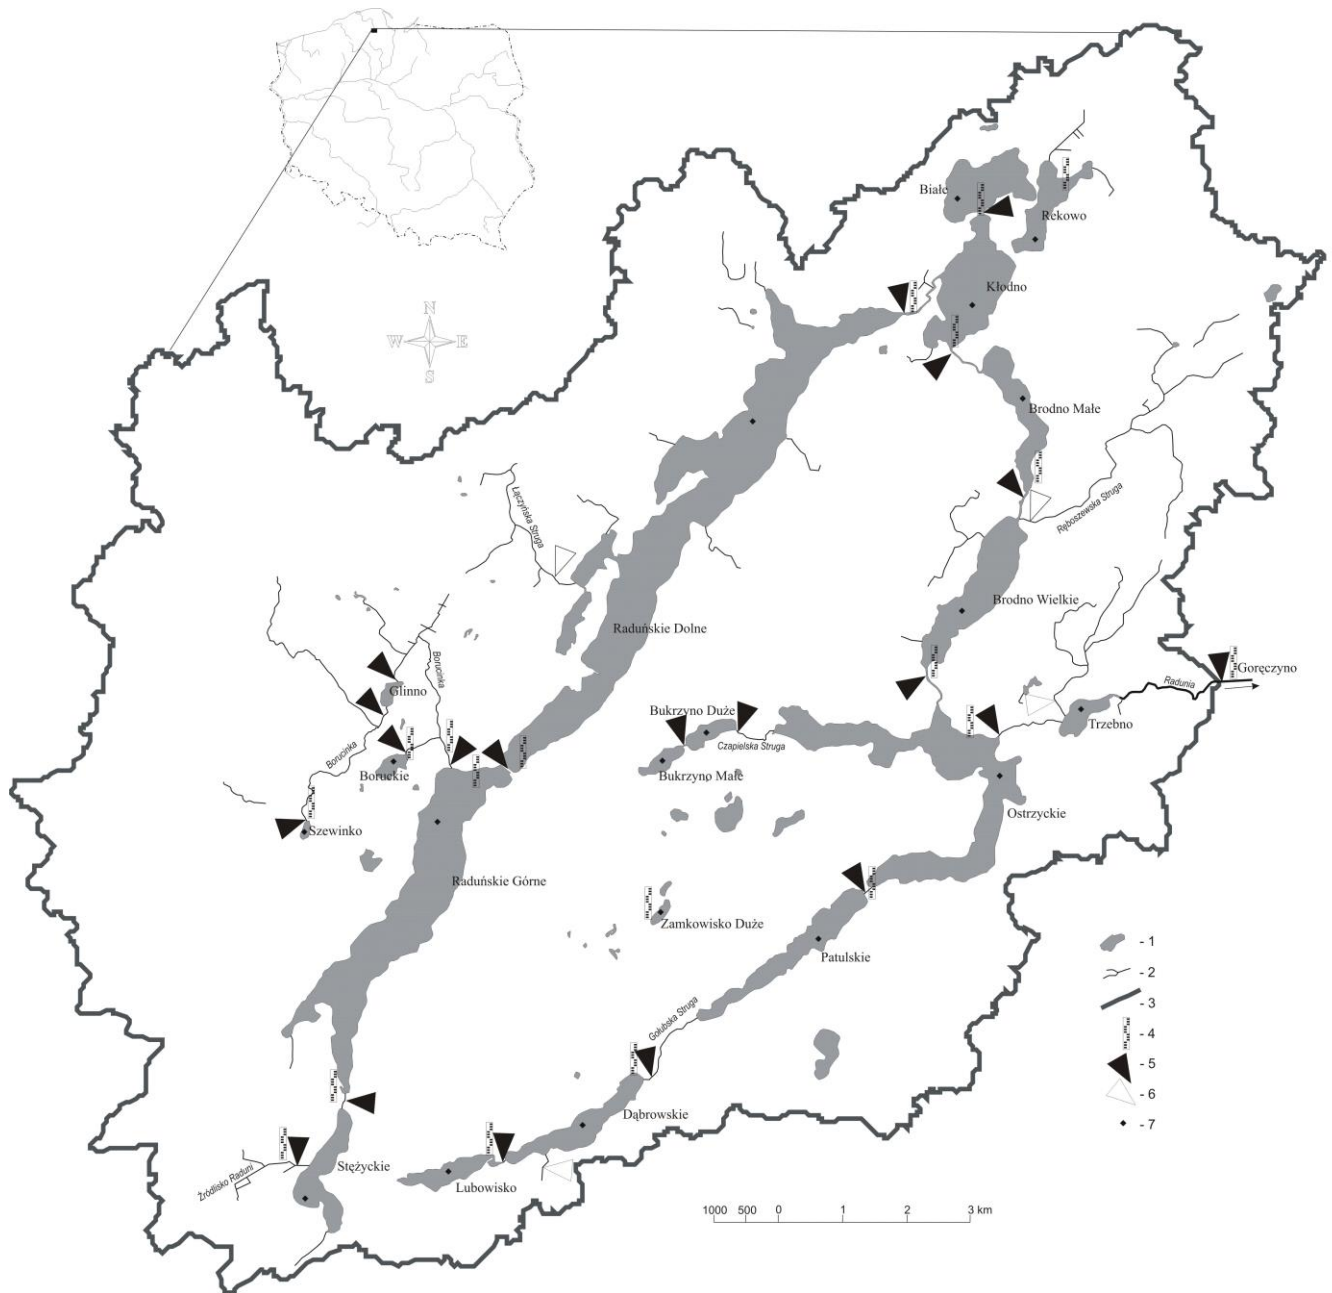 N
W E
S
Białe
Rekowo
Kłodno
Brodno Małe
Łączyńska Struga
Ręboszewska Struga
Brodno Wielkie
Raduńskie Dolne
Borucinka
Goręczyno
Radunia
Glinno
Trzebno
Bukrzyno Duże
Borucinka
Czapielska Struga
Boruckie
Bukrzyno Małe
Ostrzyckie
Szewinko
Raduńskie Górne
Zamkowisko Duże
Patulskie
Gołubska Struga
Dąbrowskie
Stężyckie
Źródlisko Raduni
Lubowisko
- 1
- 2
- 3
- 4
- 5
- 6
- 7
1000 500 0 1 2 3 km